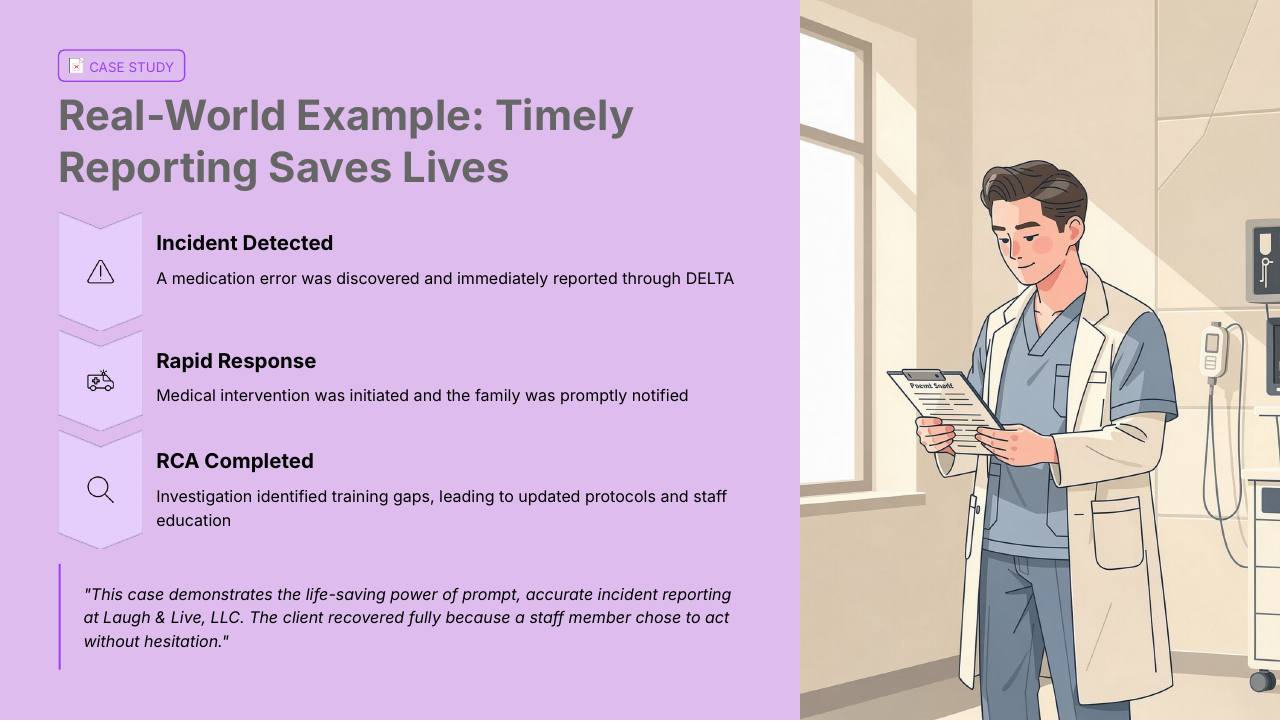 CASE STUDY
Real-World Example: Timely
Reporting Saves Lives
Incident Detected
A medication error was discovered and immediately reported through DELTA
Rapid Response
Medical intervention was initiated and the family was promptly notified
RCA Completed
Investigation identified training gaps, leading to updated protocols and staff
education
"This case demonstrates the life-saving power of prompt, accurate incident reporting
at Laugh & Live, LLC. The client recovered fully because a staff member chose to act
without hesitation."